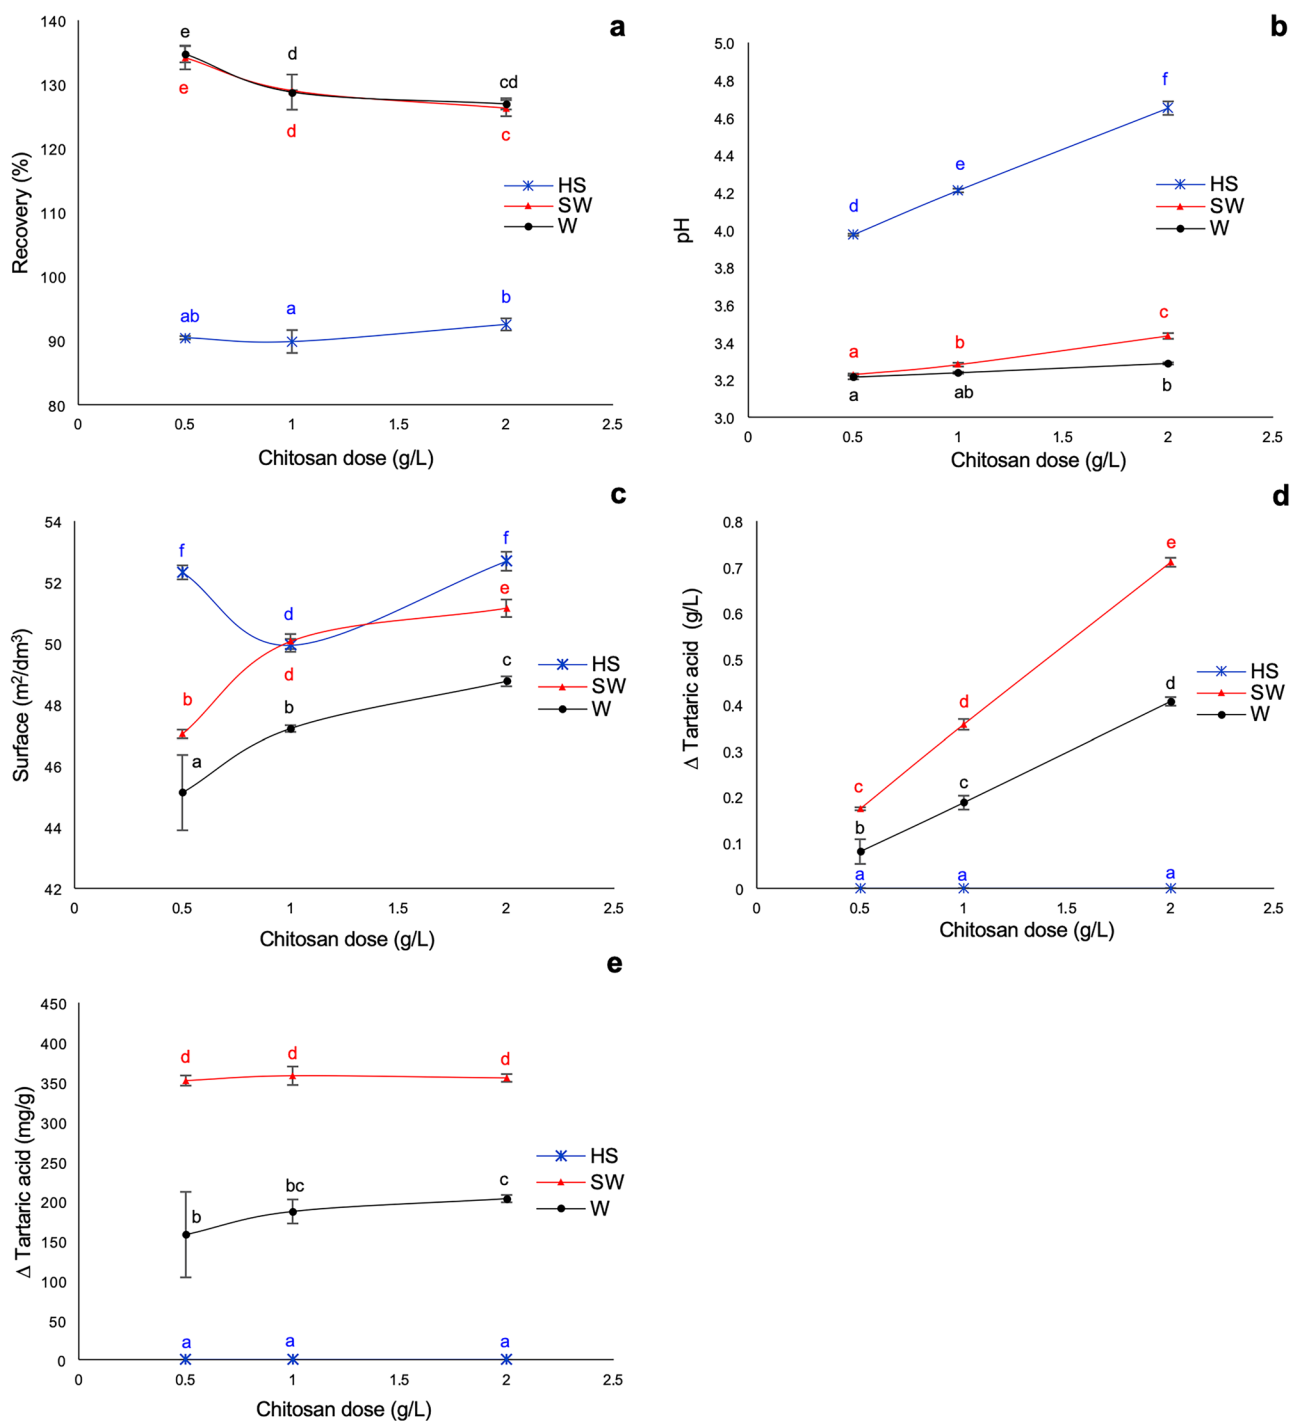 a
140
130
120
110
100
90
80
0
0.5
1
2
2.5
Recovery (%)
Chitosan dose (g/L)
e
d
cd
e
d
c
ab
a
b
HS
SW
W
b
5.0
4.8
4.6
4.4
4.2
4.0
3.8
3.6
3.4
3.2
3.0
0
0.5
1
1.5
2
2.5
pH
Chitosan dose (g/L)
d
e
f
a
b
c
a
ab
b
HS
SW
W
c
54
52
50
48
46
44
42
0
0.5
1
1.5
2
2.5
Surface (m²/dm³)
Chitosan dose (g/L)
f
d
f
b
d
e
a
b
c
HS
SW
W
d
0.8
0.7
0.6
0.5
0.4
0.3
0.2
0.1
0
0
0.5
1
1.5
2
2.5
Δ Tartaric acid (g/L)
Chitosan dose (g/L)
c
d
e
b
c
d
a
a
a
HS
SW
W
e
450
400
350
300
250
200
150
100
50
0
0
0.5
1
1.5
2
2.5
Δ Tartaric acid (mg/g)
Chitosan dose (g/L)
d
d
d
b
bc
c
a
a
a
HS
SW
W